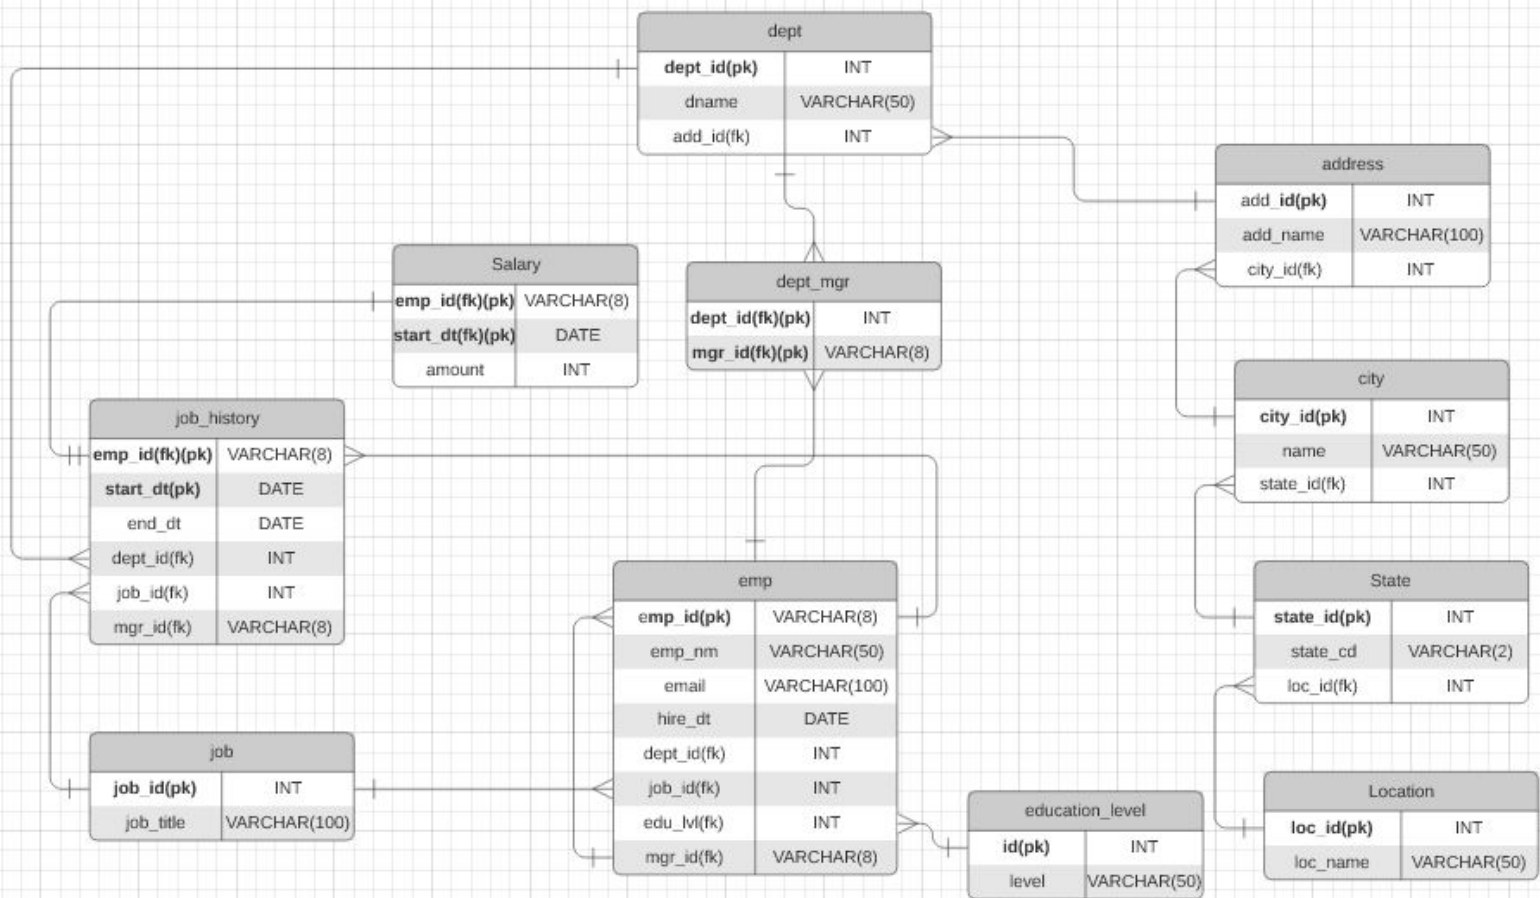 dept
dept_id(pk) INT
dname VARCHAR(50)
add_id(fk) INT
address
add_id(pk) INT
add_name VARCHAR(100)
city_id(fk) INT
Salary
emp_id(fk)(pk) VARCHAR(8)
start_dt(fk)(pk) DATE
amount INT
dept_mgr
dept_id(fk)(pk) INT
mgr_id(fk)(pk) VARCHAR(8)
city
city_id(pk) INT
name VARCHAR(50)
state_id(fk) INT
job_history
emp_id(fk)(pk) VARCHAR(8)
start_dt(pk) DATE
end_dt DATE
dept_id(fk) INT
job_id(fk) INT
mgr_id(fk) VARCHAR(8)
emp
emp_id(pk) VARCHAR(8)
emp_nm VARCHAR(50)
email VARCHAR(100)
hire_dt DATE
dept_id(fk) INT
job_id(fk) INT
edu_lvl(fk) INT
mgr_id(fk) VARCHAR(8)
State
state_id(pk) INT
state_cd VARCHAR(2)
loc_id(fk) INT
job
job_id(pk) INT
job_title VARCHAR(100)
education_level
id(pk) INT
level VARCHAR(50)
Location
loc_id(pk) INT
loc_name VARCHAR(50)